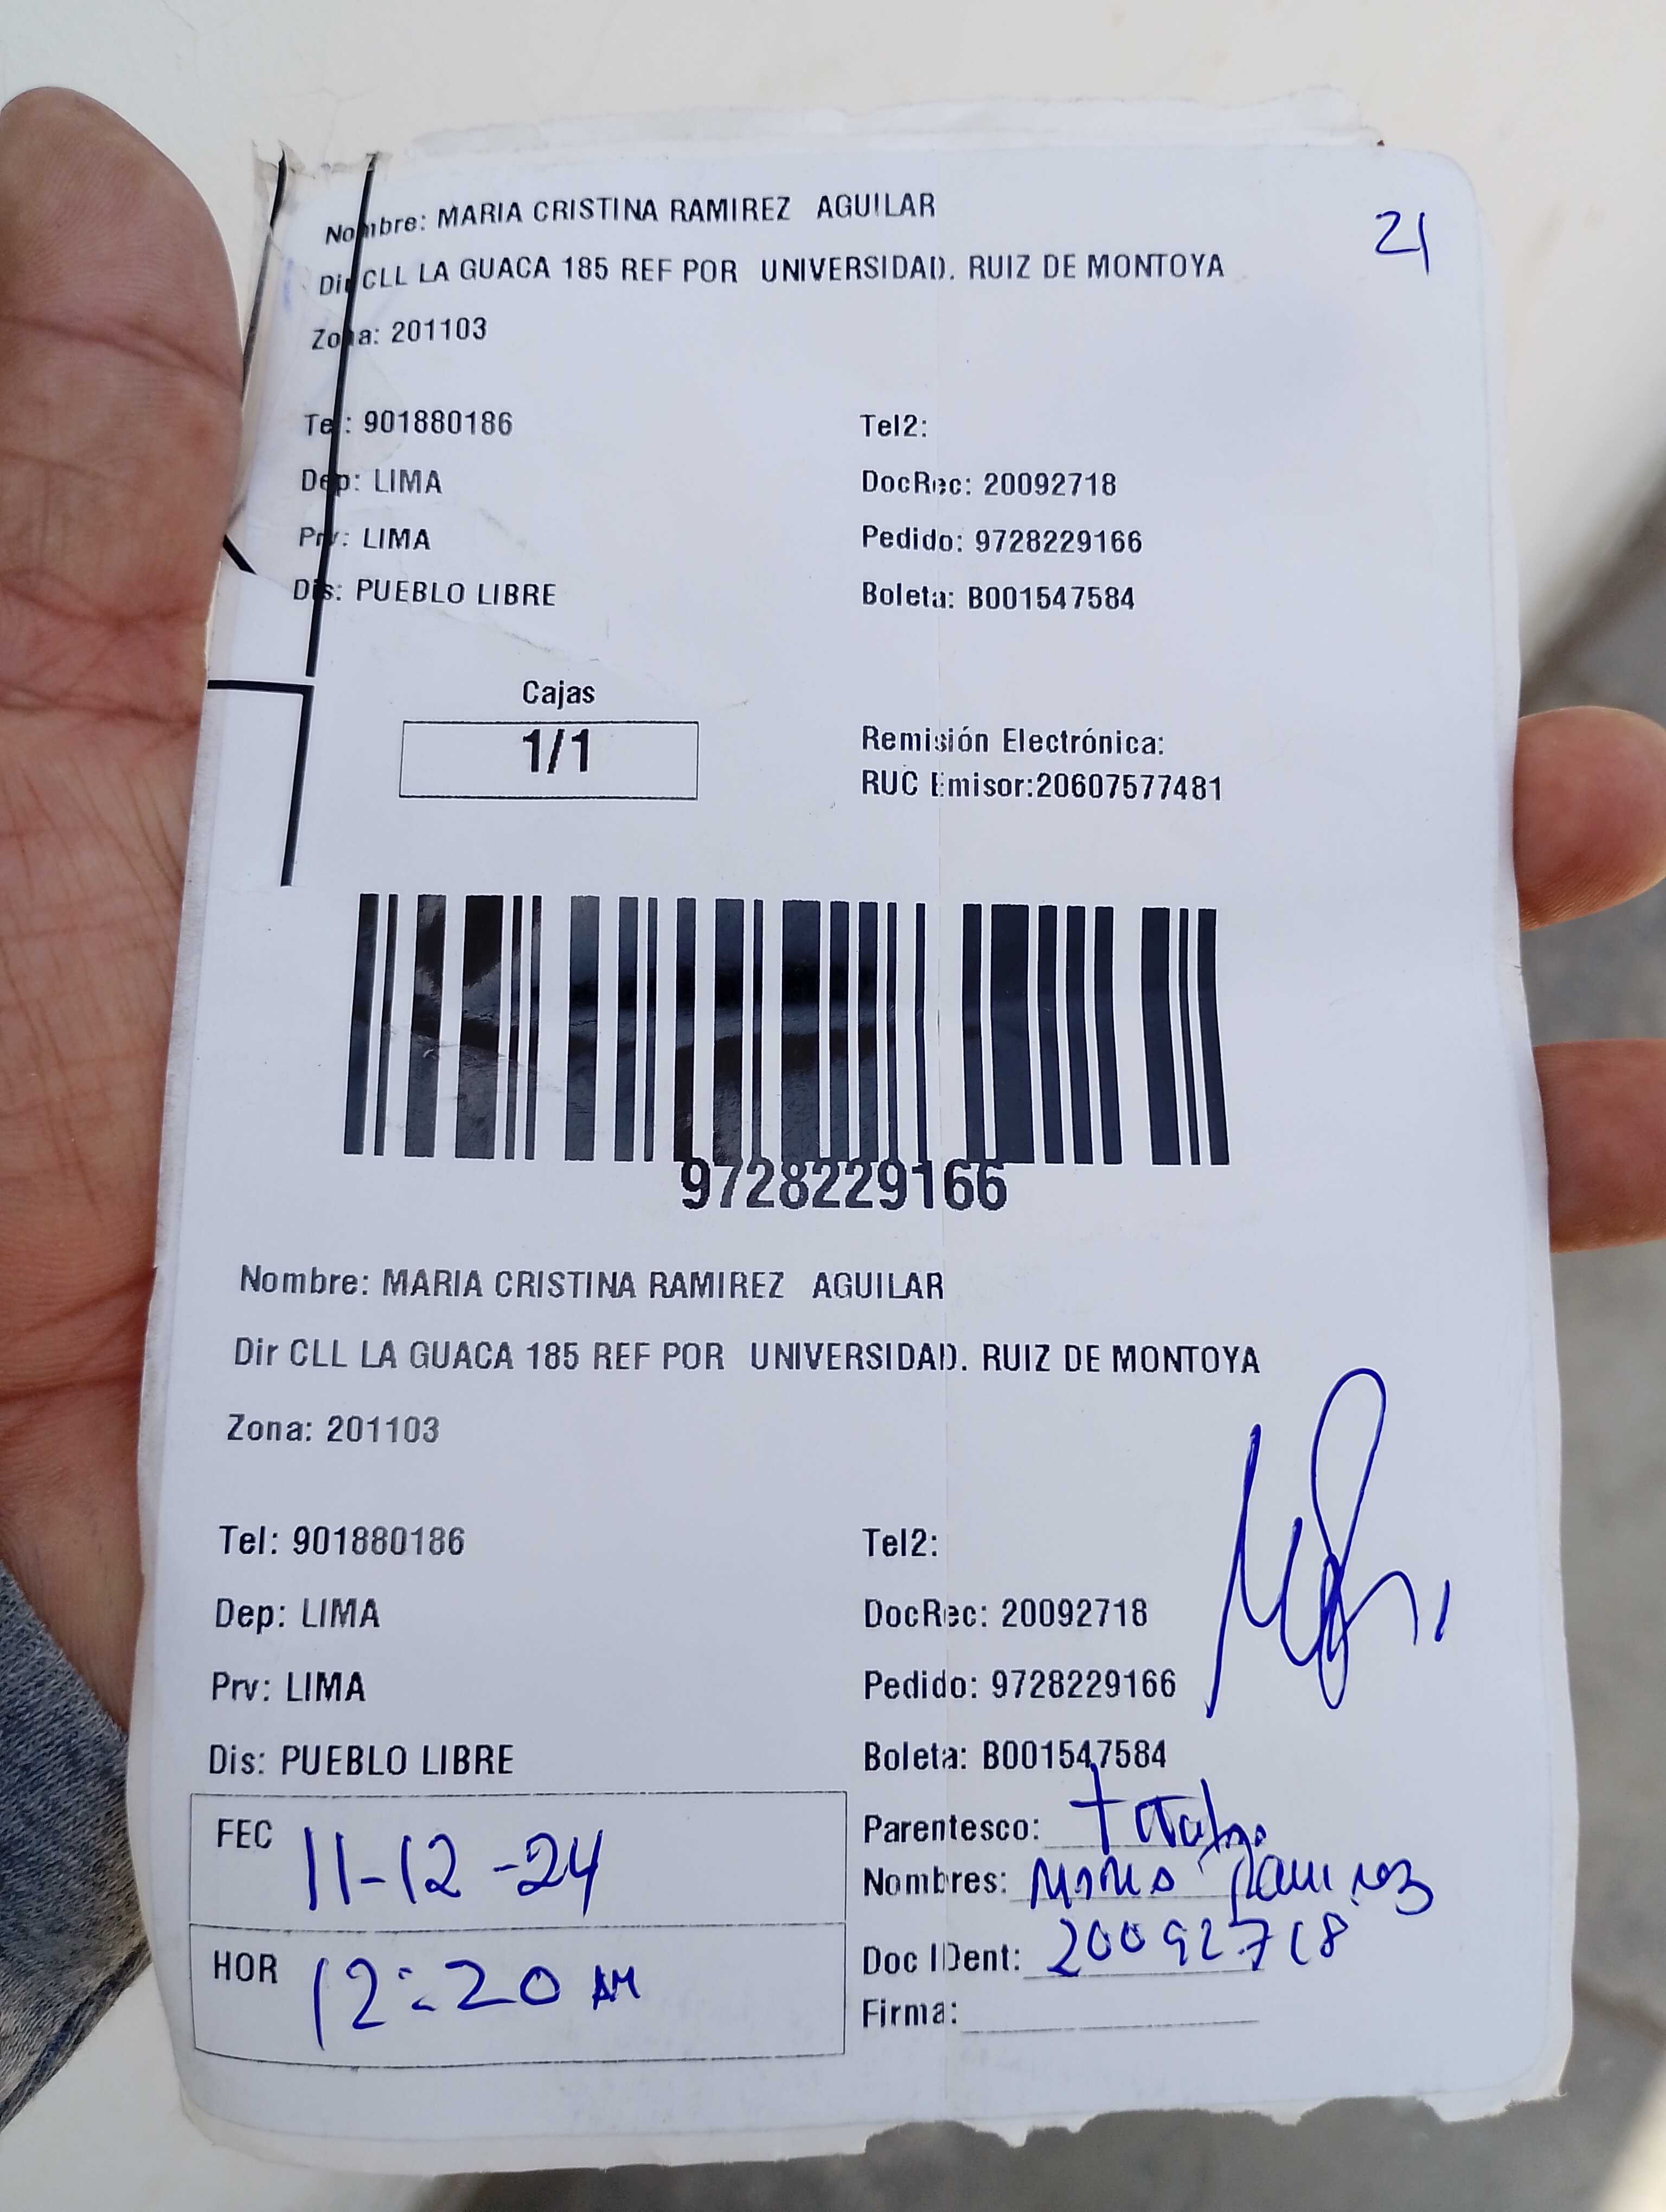 Nombre: MARIA CRISTINA RAMIREZ AGUILAR
21
Dir CLL LA GUACA 185 REF POR UNIVERSIDAD. RUIZ DE MONTOYA
Zona: 201103
Tel: 901880186 Tel2:
Dep: LIMA DocRec: 20092718
Prv: LIMA Pedido: 9728229166
Dis: PUEBLO LIBRE Boleta: B001547584
Cajas
1/1
Remisión Electrónica:
RUC Emisor:20607577481
9728229166
Nombre: MARIA CRISTINA RAMIREZ AGUILAR
Dir CLL LA GUACA 185 REF POR UNIVERSIDAD. RUIZ DE MONTOYA
Zona: 201103
Tel: 901880186 Tel2:
Dep: LIMA DocRec: 20092718
Prv: LIMA Pedido: 9728229166
Dis: PUEBLO LIBRE Boleta: B001547584
FEC 11-12-24
HOR 12:20 AM
Parentesco:
Nombres: Maria Ramirez
Doc IDent: 20092718
Firma: